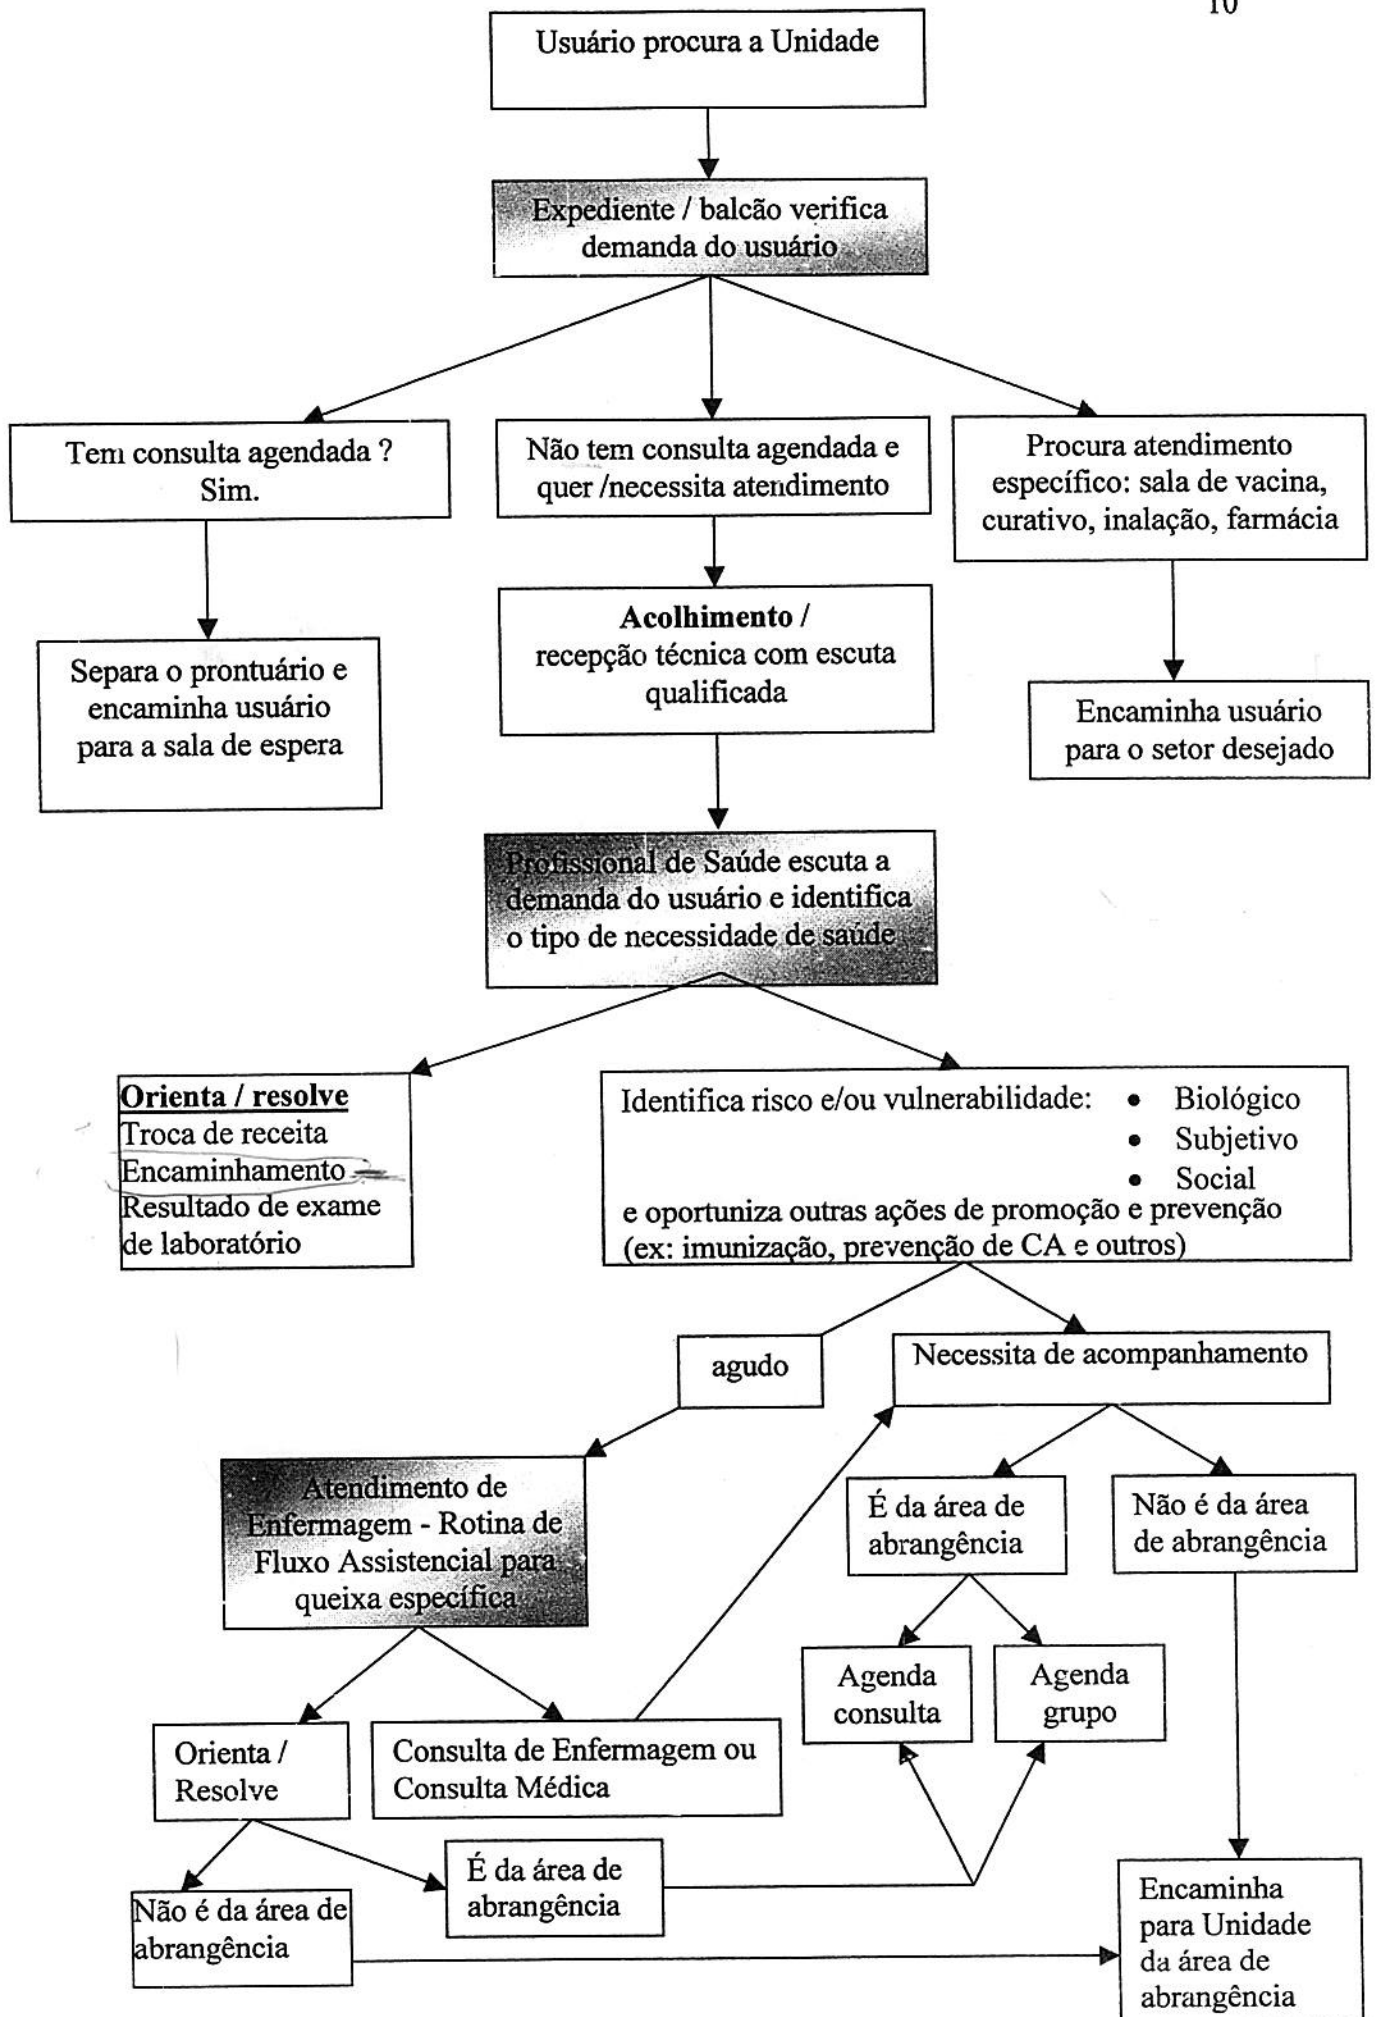 10
Usuário procura a Unidade
Expediente / balcão verifica
demanda do usuário
Tem consulta agendada ?
Sim.
Não tem consulta agendada e
quer /necessita atendimento
Procura atendimento
específico: sala de vacina,
curativo, inalação, farmácia
Separa o prontuário e
encaminha usuário
para a sala de espera
Acolhimento /
recepção técnica com escuta
qualificada
Encaminha usuário
para o setor desejado
Profissional de Saúde escuta a
demanda do usuário e identifica
o tipo de necessidade de saúde
Orienta / resolve
Troca de receita
Encaminhamento
Resultado de exame
de laboratório
Identifica risco e/ou vulnerabilidade: • Biológico
• Subjetivo
• Social
e oportuniza outras ações de promoção e prevenção
(ex: imunização, prevenção de CA e outros)
agudo
Necessita de acompanhamento
Atendimento de
Enfermagem - Rotina de
Fluxo Assistencial para
queixa específica
É da área de
abrangência
Não é da área
de abrangência
Agenda
consulta
Agenda
grupo
Orienta /
Resolve
Consulta de Enfermagem ou
Consulta Médica
É da área de
abrangência
Não é da área de
abrangência
Encaminha
para Unidade
da área de
abrangência